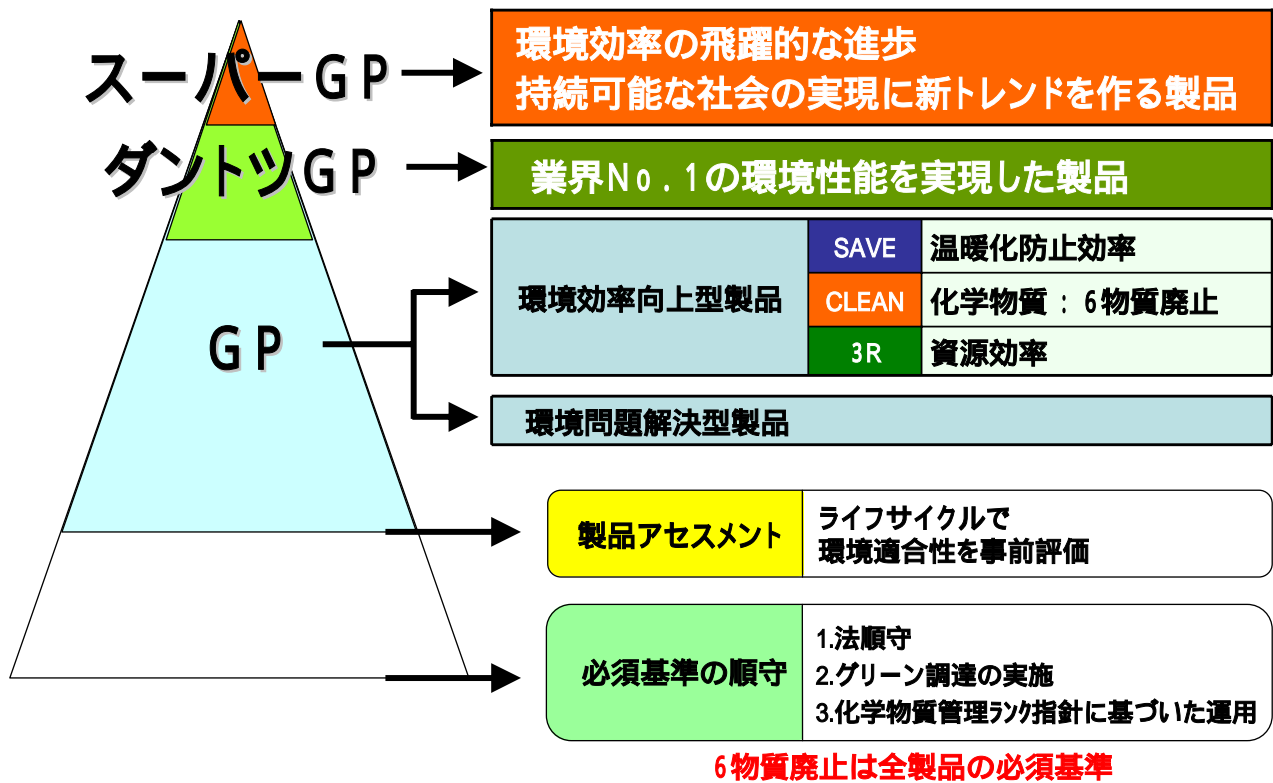 スーパーGP
環境効率の飛躍的な進歩
持続可能な社会の実現に新トレンドを作る製品
ダントツGP
業界No.1の環境性能を実現した製品
GP
環境効率向上型製品
SAVE 温暖化防止効率
CLEAN 化学物質:6物質廃止
3R 資源効率
環境問題解決型製品
製品アセスメント
ライフサイクルで
環境適合性を事前評価
必須基準の順守
1.法順守
2.グリーン調達の実施
3.化学物質管理ランク指針に基づいた運用
6物質廃止は全製品の必須基準